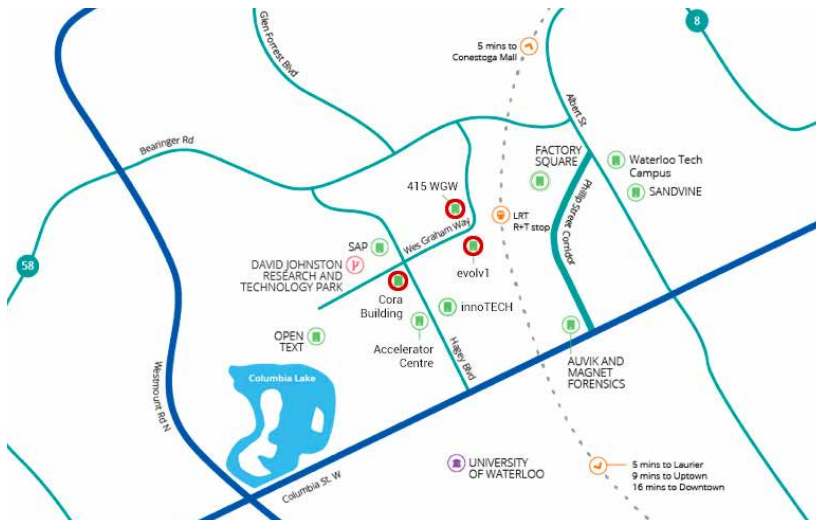 8
5 mins to
Conestoga Mall
Glen Forrest Blvd
Albert St
Bearinger Rd
FACTORY
SQUARE
Waterloo Tech
Campus
SANDVINE
415 WGW
Phillip Street Corridor
LRT
R+T stop
Wes Graham Way
SAP
DAVID JOHNSTON
RESEARCH AND
TECHNOLOGY PARK
evolv1
58
Cora
Building
innoTECH
OPEN
TEXT
Accelerator
Centre
Hagey Blvd
AUVIK AND
MAGNET
FORENSICS
Westmount Rd N
Columbia Lake
UNIVERSITY
OF WATERLOO
5 mins to Laurier
9 mins to Uptown
16 mins to Downtown
Columbia St. W